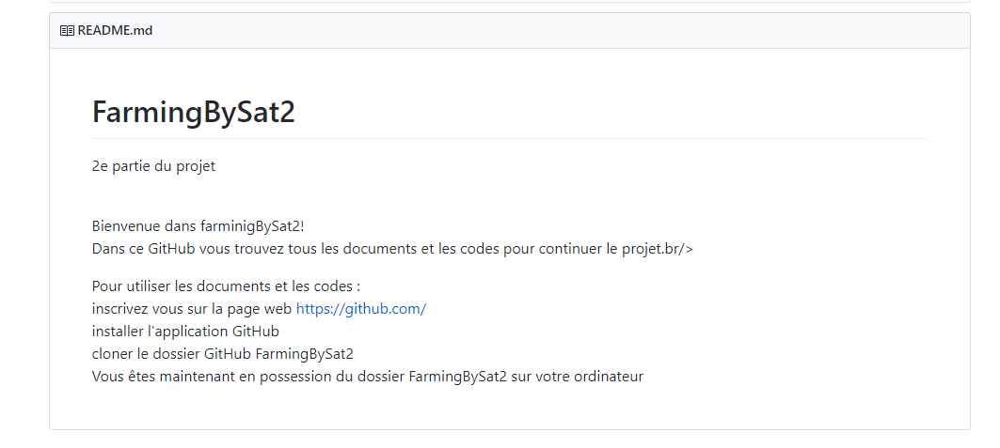 README.md
FarmingBySat2
2e partie du projet
Bienvenue dans farminigBySat2!
Dans ce GitHub vous trouvez tous les documents et les codes pour continuer le projet.br/>
Pour utiliser les documents et les codes :
inscrivez vous sur la page web https://github.com/
installer l'application GitHub
cloner le dossier GitHub FarmingBySat2
Vous êtes maintenant en possession du dossier FarmingBySat2 sur votre ordinateur